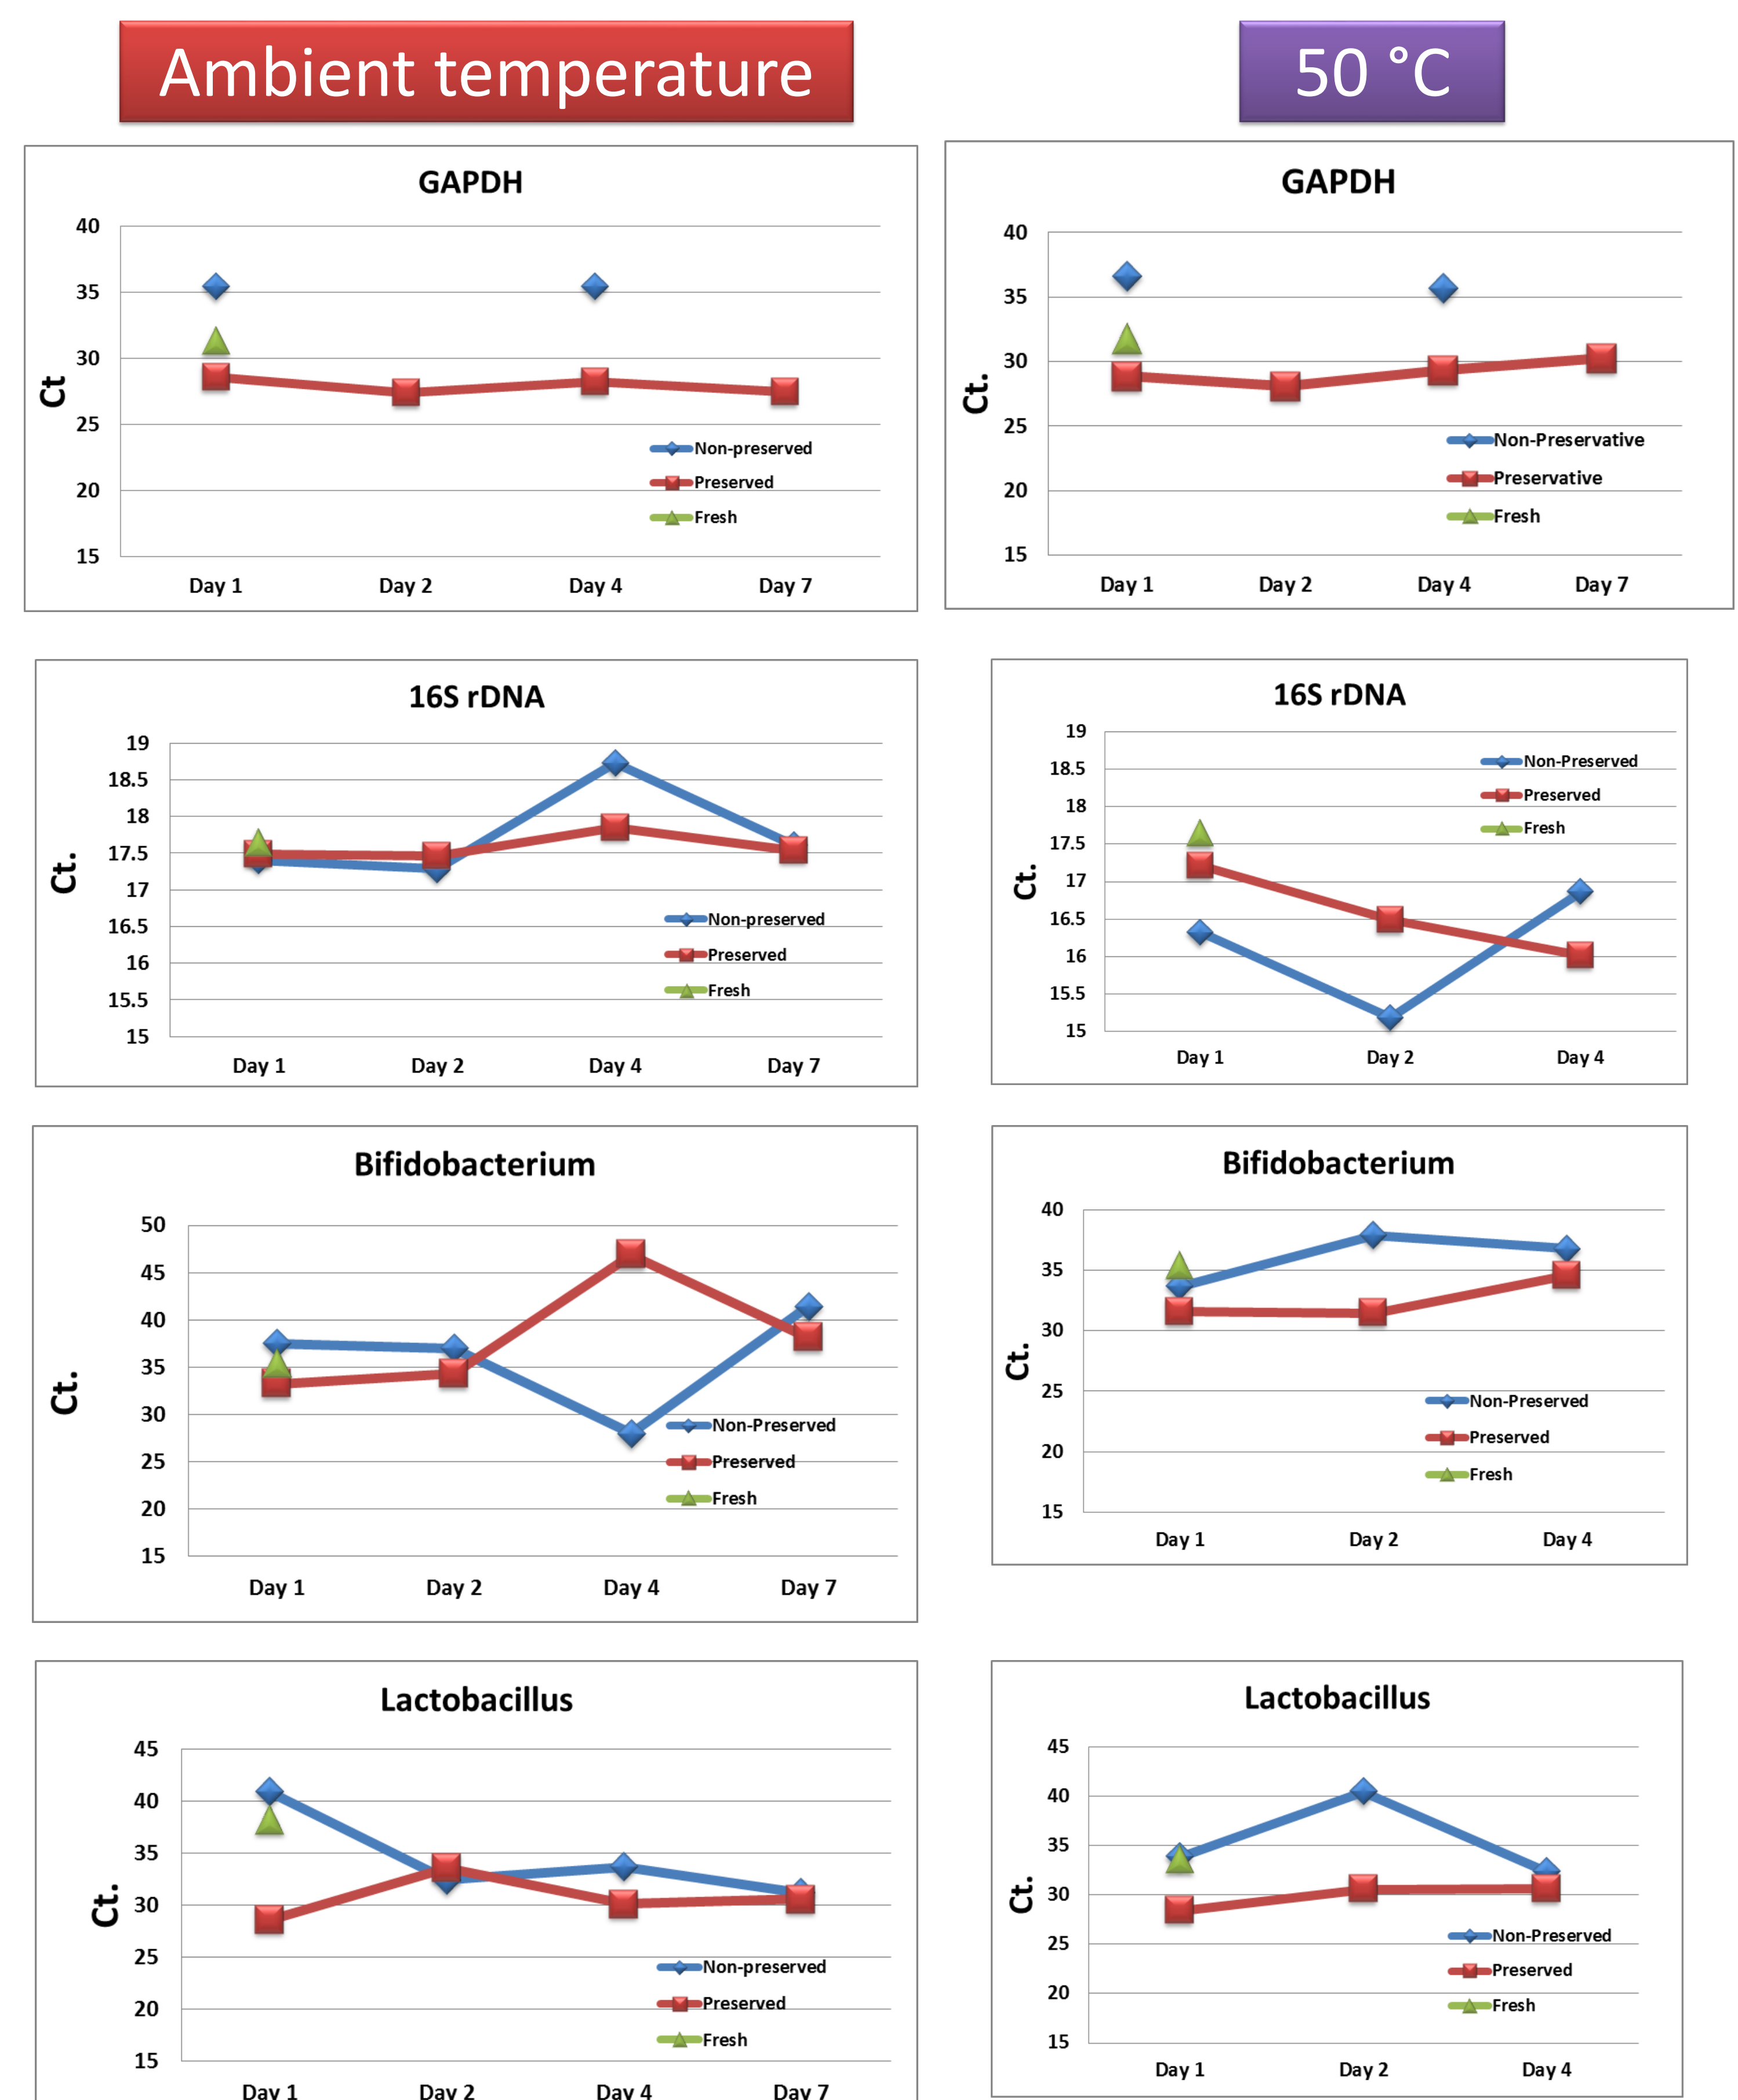 Ambient temperature
50 °C
GAPDH
40
35
30
25
20
15
Ct
Non-preserved
Preserved
Fresh
Day 1 Day 2 Day 4 Day 7
GAPDH
40
35
30
25
20
15
Ct.
Non-Preservative
Preservative
Fresh
Day 1 Day 2 Day 4 Day 7
16S rDNA
19
18.5
18
17.5
17
16.5
16
15.5
15
Ct.
Non-preserved
Preserved
Fresh
Day 1 Day 2 Day 4 Day 7
16S rDNA
19
18.5
18
17.5
17
16.5
16
15.5
15
Ct.
Non-Preserved
Preserved
Fresh
Day 1 Day 2 Day 4
Bifidobacterium
50
45
40
35
30
25
20
15
Ct.
Non-Preserved
Preserved
Fresh
Day 1 Day 2 Day 4 Day 7
Bifidobacterium
40
35
30
25
20
15
Ct.
Non-Preserved
Preserved
Fresh
Day 1 Day 2 Day 4
Lactobacillus
45
40
35
30
25
20
15
Ct.
Non-preserved
Preserved
Fresh
Day 1 Day 2 Day 4 Day 7
Lactobacillus
45
40
35
30
25
20
15
Ct.
Non-Preserved
Preserved
Fresh
Day 1 Day 2 Day 4